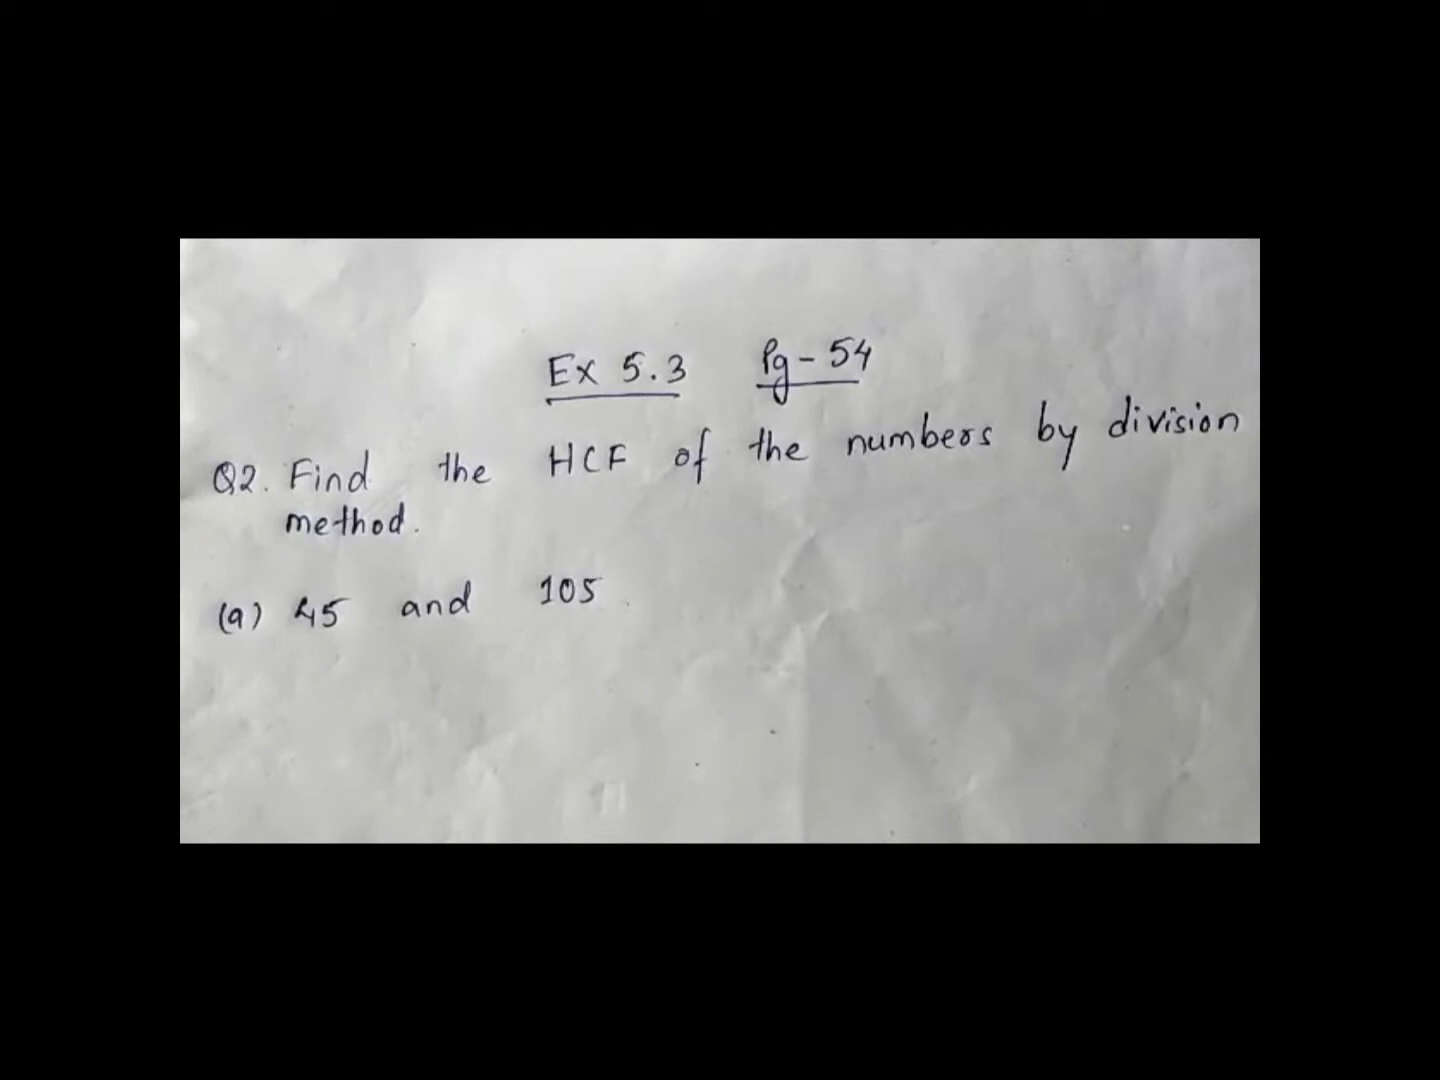 Ex 5.3 Pg - 54
Q2. Find the HCF of the numbers by division
method.
(a) 45 and 105